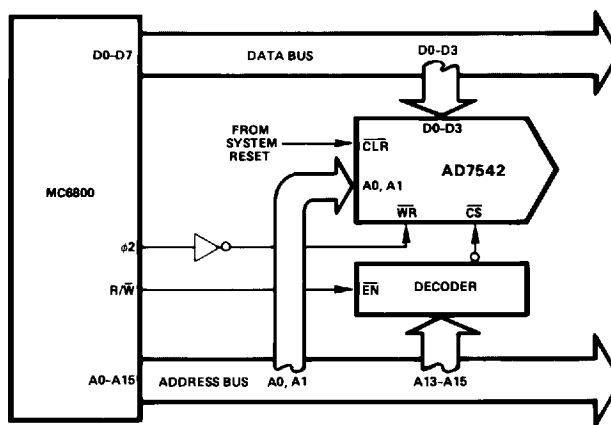 D0–D7
DATA BUS
D0–D3
D0–D3
FROM
SYSTEM
RESET
CLR
MC6800
A0, A1
AD7542
WR
CS
φ2
R/W
EN
DECODER
A0–A15
ADDRESS BUS
A0, A1
A13–A15